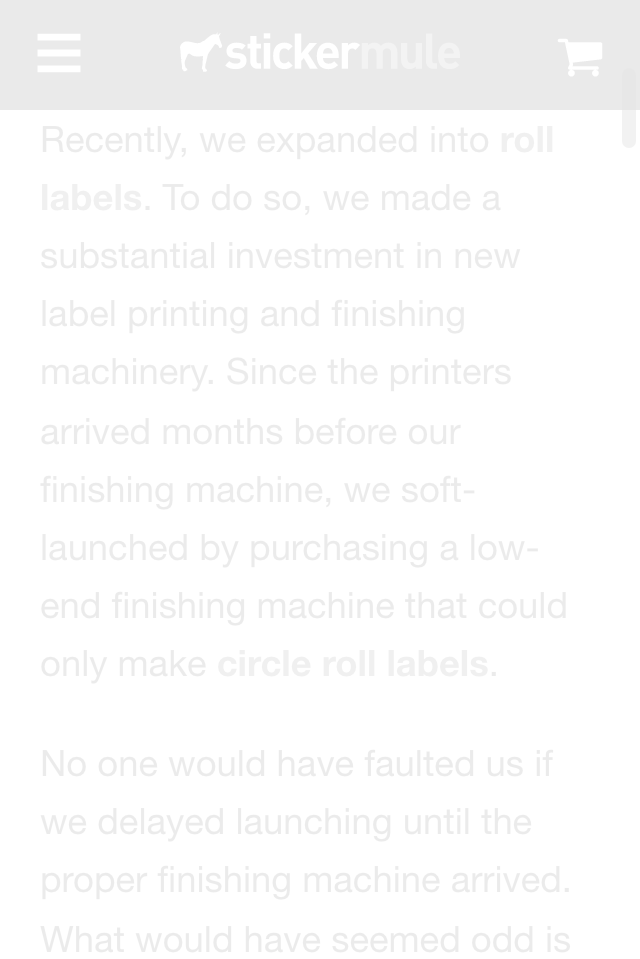 stickermule
Recently, we expanded into roll
labels. To do so, we made a
substantial investment in new
label printing and finishing
machinery. Since the printers
arrived months before our
finishing machine, we soft-
launched by purchasing a low-
end finishing machine that could
only make circle roll labels.
No one would have faulted us if
we delayed launching until the
proper finishing machine arrived.
What would have seemed odd is